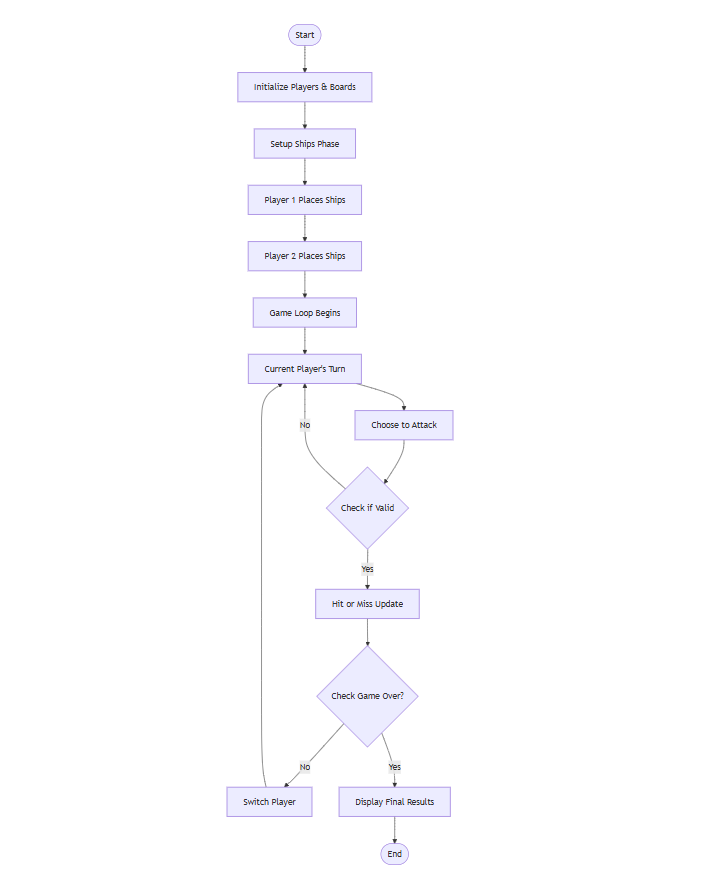 Start
Initialize Players & Boards
Setup Ships Phase
Player 1 Places Ships
Player 2 Places Ships
Game Loop Begins
Current Player's Turn
No
Choose to Attack
Check if Valid
Yes
Hit or Miss Update
Check Game Over?
No
Yes
Switch Player
Display Final Results
End